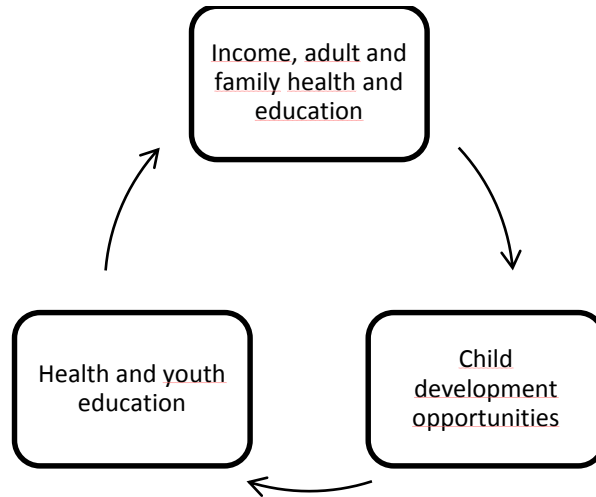 Income, adult and
family health and
education
Health and youth
education
Child
development
opportunities